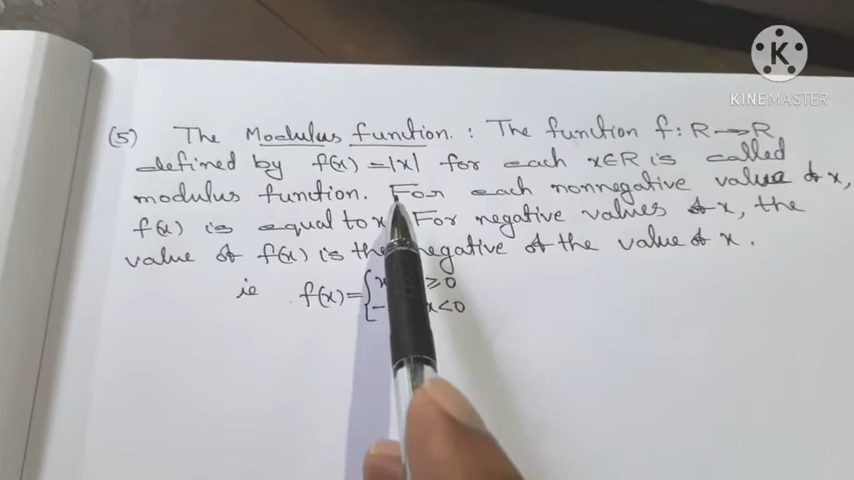 K
KINEMASTER
(5) The Modulus function : The function f: R→R
defined by f(x) = |x| for each x∈R is called
modulus function. For each nonnegative value of x,
f(x) is equal to x. For negative values of x, the
value of f(x) is the negative of the value of x.
ie f(x) = { x ≥0
{ - x<0